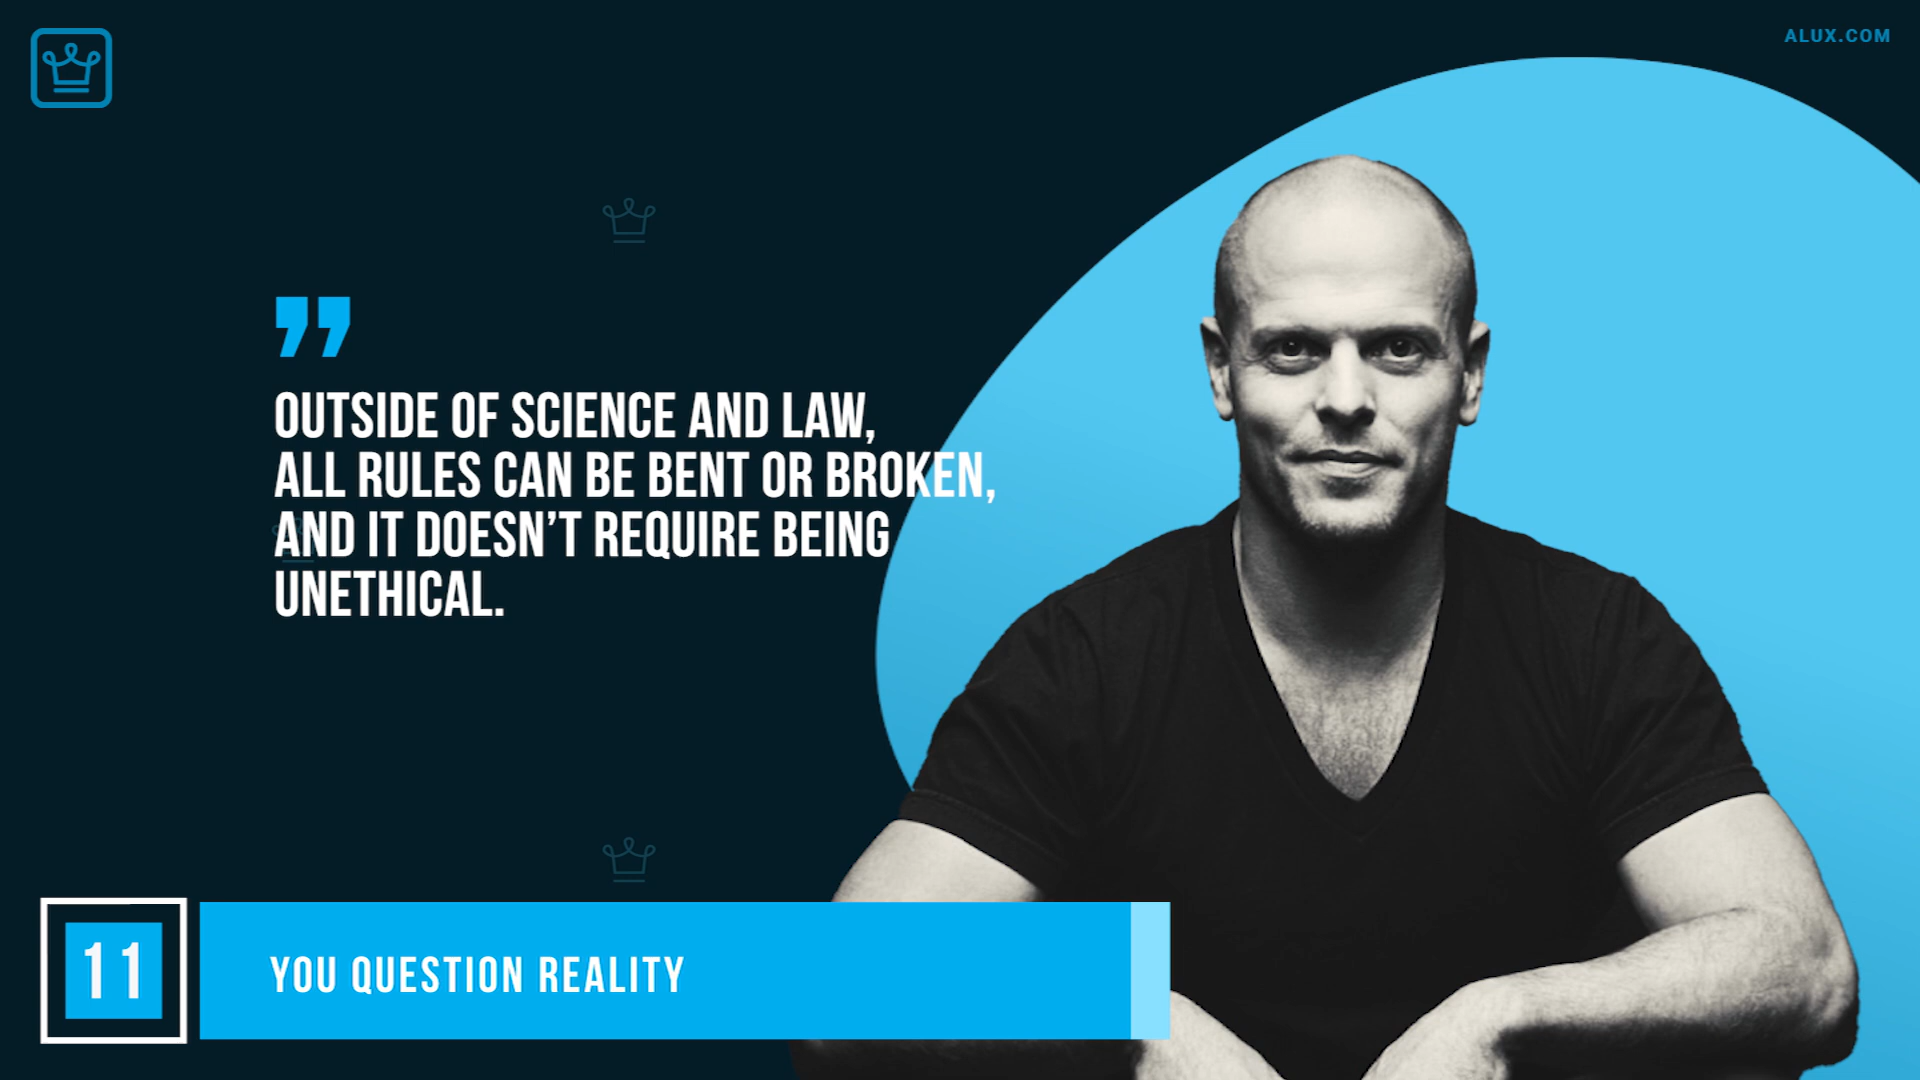 ALUX.COM
”
OUTSIDE OF SCIENCE AND LAW,
ALL RULES CAN BE BENT OR BROKEN,
AND IT DOESN’T REQUIRE BEING
UNETHICAL.
11
YOU QUESTION REALITY